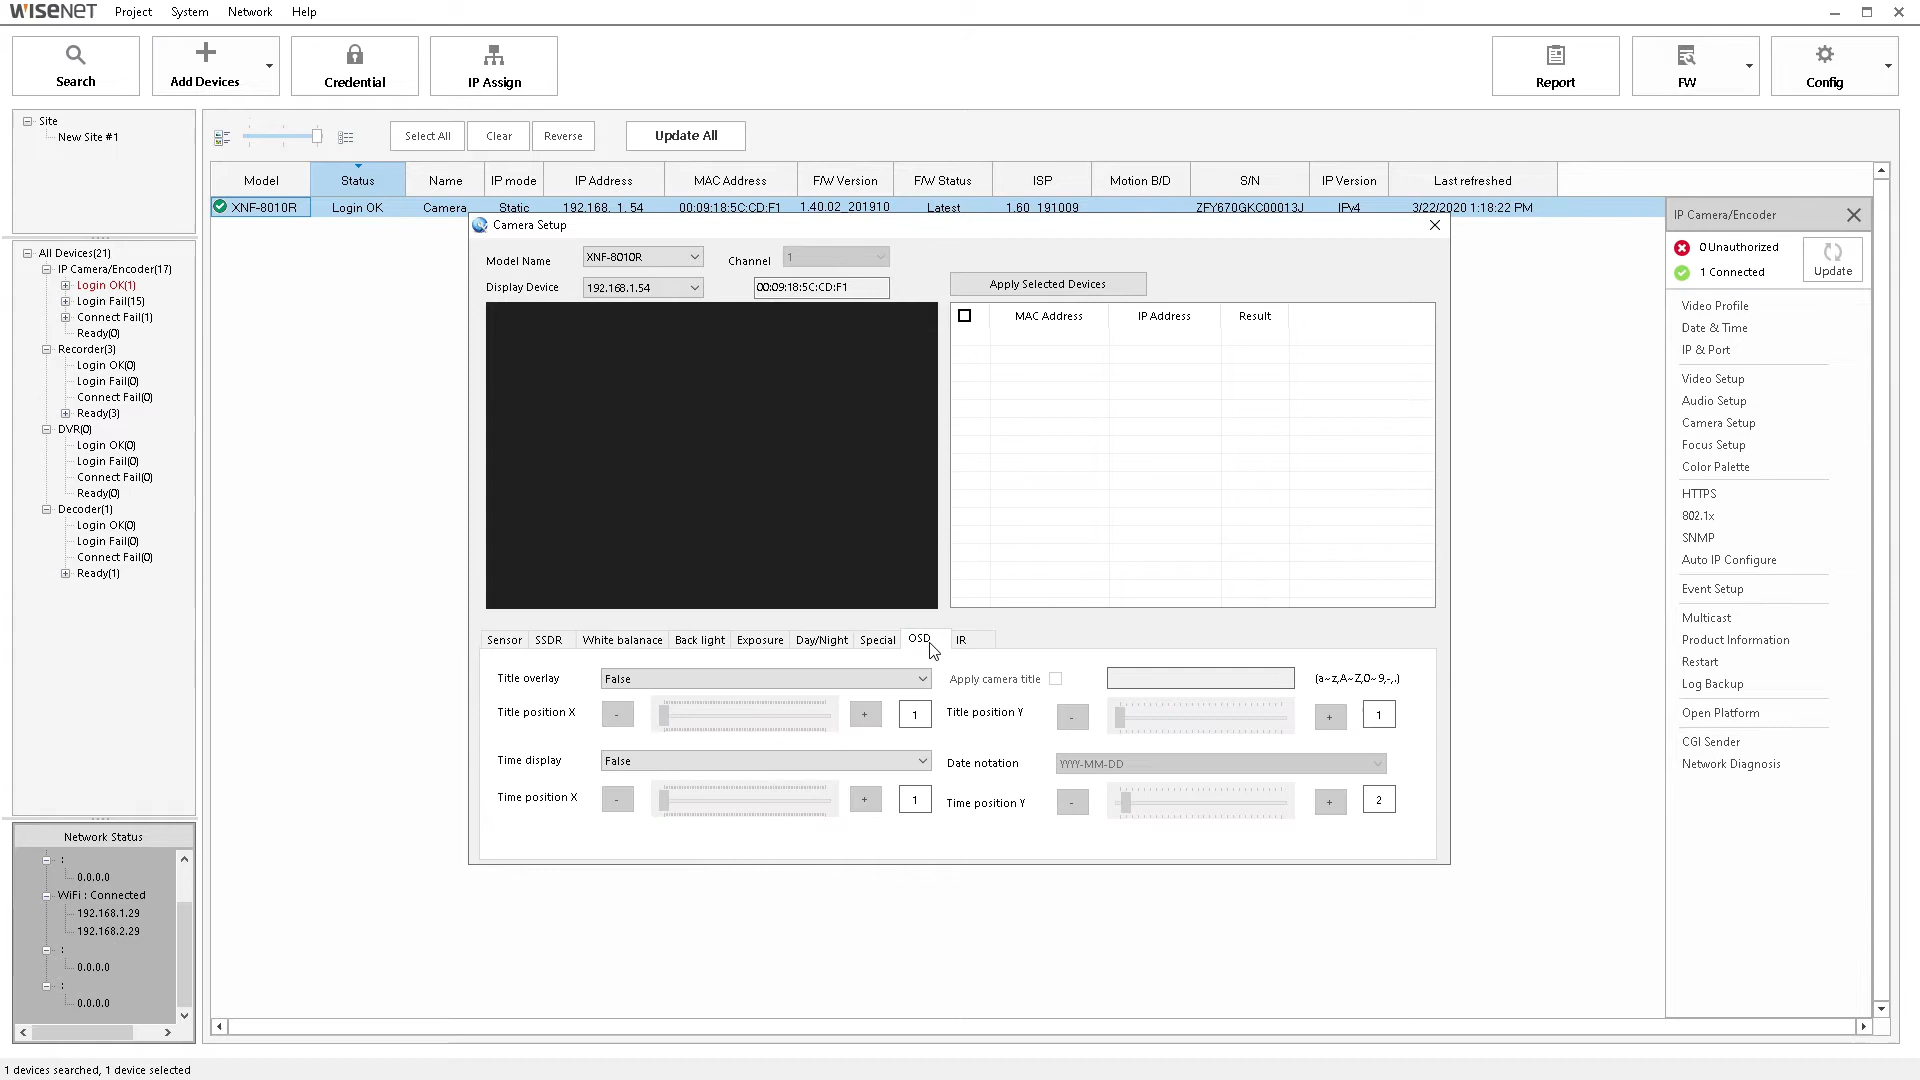 WISENET Project System Network Help
Search
Add Devices
Credential
IP Assign
Report
FW
Config
Site
New Site #1
Select All Clear Reverse Update All
Model Status Name IP mode IP Address MAC Address F/W Version F/W Status ISP Motion B/D S/N IP Version Last refreshed
XNF-8010R Login OK Camera Static 192.168. 1. 54 00:09:18:5C:CD:F1 1.40.02_201910 Latest 1.60_191009 ZFY670GKC00013J IPv4 3/22/2020 1:18:22 PM
All Devices(21)
IP Camera/Encoder(17)
Login OK(1)
Login Fail(15)
Connect Fail(1)
Ready(0)
Recorder(3)
Login OK(0)
Login Fail(0)
Connect Fail(0)
Ready(3)
DVR(0)
Login OK(0)
Login Fail(0)
Connect Fail(0)
Ready(0)
Decoder(1)
Login OK(0)
Login Fail(0)
Connect Fail(0)
Ready(1)
Network Status
:
0.0.0.0
WiFi : Connected
192.168.1.29
192.168.2.29
:
0.0.0.0
:
0.0.0.0
Camera Setup
Model Name XNF-8010R Channel 1
Display Device 192.168.1.54 00:09:18:5C:CD:F1
Apply Selected Devices
MAC Address IP Address Result
Sensor SSDR White balanace Back light Exposure Day/Night Special OSD IR
Title overlay False Apply camera title (a~z,A~Z,0~9,-,.)
Title position X - + 1 Title position Y - + 1
Time display False Date notation YYYY-MM-DD
Time position X - + 1 Time position Y - + 2
IP Camera/Encoder
0 Unauthorized
1 Connected
Update
Video Profile
Date & Time
IP & Port
Video Setup
Audio Setup
Camera Setup
Focus Setup
Color Palette
HTTPS
802.1x
SNMP
Auto IP Configure
Event Setup
Multicast
Product Information
Restart
Log Backup
Open Platform
CGI Sender
Network Diagnosis
1 devices searched, 1 device selected